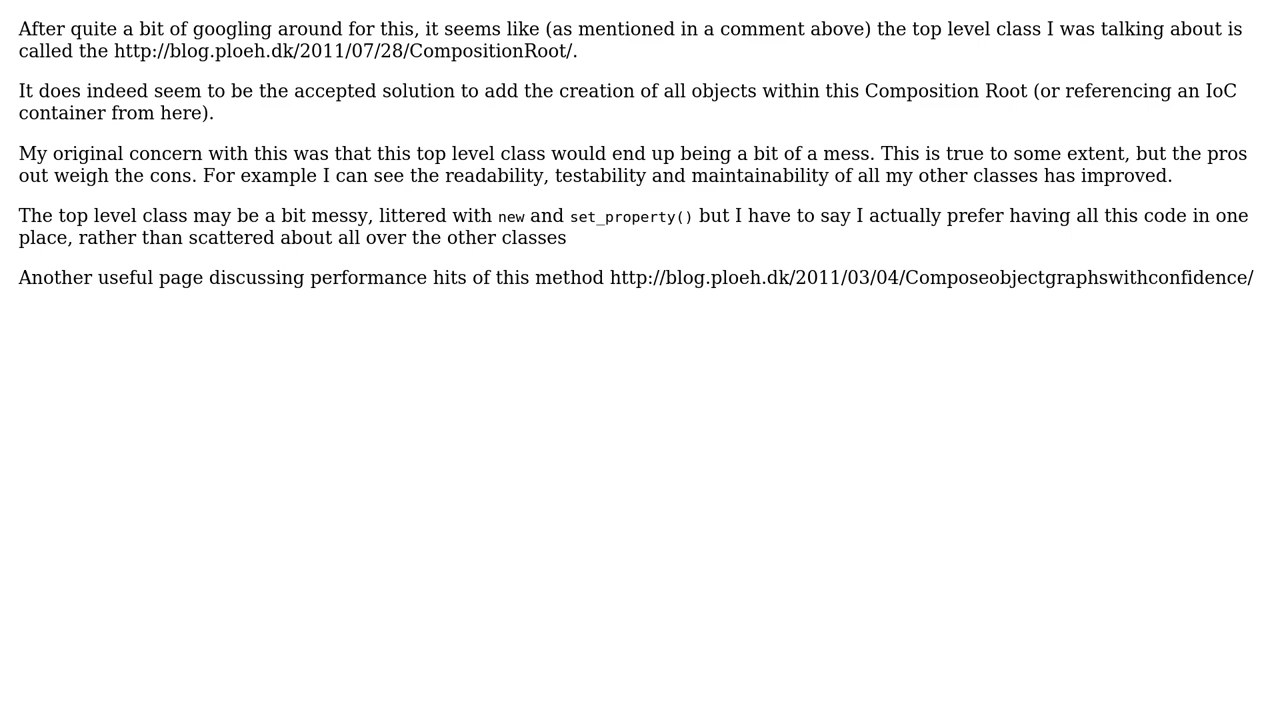 After quite a bit of googling around for this, it seems like (as mentioned in a comment above) the top level class I was talking about is
called the http://blog.ploeh.dk/2011/07/28/CompositionRoot/.
It does indeed seem to be the accepted solution to add the creation of all objects within this Composition Root (or referencing an IoC
container from here).
My original concern with this was that this top level class would end up being a bit of a mess. This is true to some extent, but the pros
out weigh the cons. For example I can see the readability, testability and maintainability of all my other classes has improved.
The top level class may be a bit messy, littered with new and set_property() but I have to say I actually prefer having all this code in one
place, rather than scattered about all over the other classes
Another useful page discussing performance hits of this method http://blog.ploeh.dk/2011/03/04/Composeobjectgraphswithconfidence/